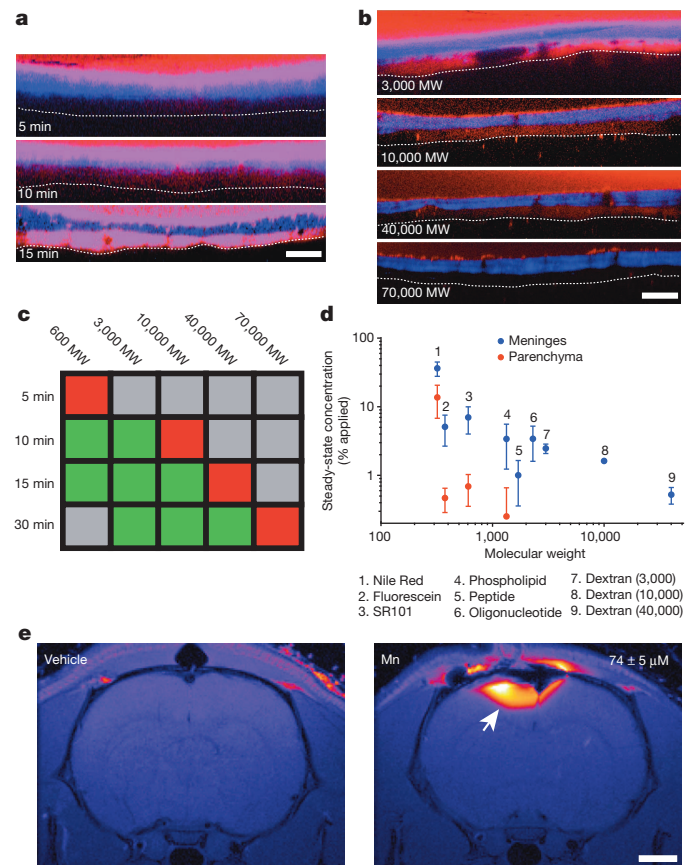 a
5 min
10 min
15 min
b
3,000 MW
10,000 MW
40,000 MW
70,000 MW
c
600 MW
3,000 MW
10,000 MW
40,000 MW
70,000 MW
5 min
10 min
15 min
30 min
d
Steady-state concentration
(% applied)
100
10
1
Meninges
Parenchyma
1
2
3
4
5
6
7
8
9
100
1,000
10,000
Molecular weight
1. Nile Red
2. Fluorescein
3. SR101
4. Phospholipid
5. Peptide
6. Oligonucleotide
7. Dextran (3,000)
8. Dextran (10,000)
9. Dextran (40,000)
e
Vehicle
Mn
74 ± 5 μM